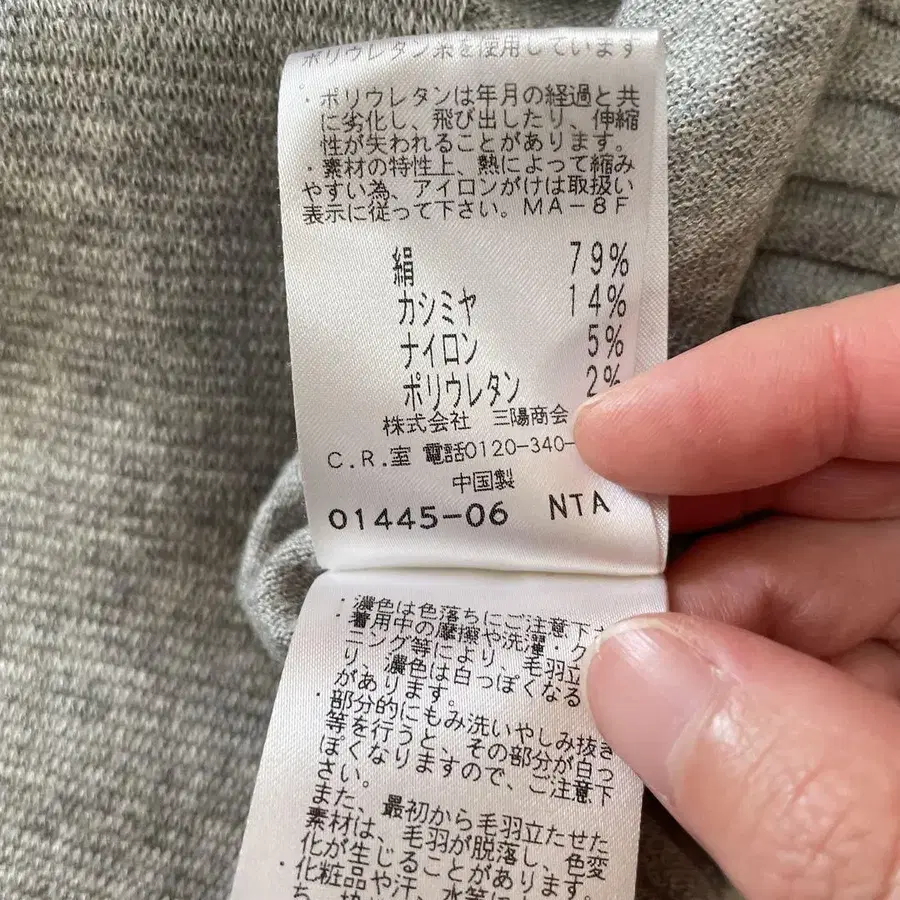 ポリウレタン糸を使用しています
・ポリウレタンは年月の経過と共
に劣化し、飛び出したり、伸縮
性が失われることがあります。
・素材の特性上、熱によって縮み
やすい為、アイロンがけは取扱い
表示に従って下さい。MA-8F
絹 79%
カシミヤ 14%
ナイロン 5%
ポリウレタン 2%
株式会社 三陽商会
C.R.室 電話0120-340-
中国製
01445-06 NTA
・濃色は色落ちにご注意下さ
・着用中の摩擦や洗濯・ク
ニング等により、毛羽立
り、濃色は白っぽくなる
があります。
・部分的にもみ洗いやしみ抜き
等を行うと、その部分が白っ
ぽくなりますので、ご注意下
さい。
また、最初から毛羽立たせた
素材は、毛羽が脱落し、色変
化が生じることがあります。
・化粧品や汗、水等に